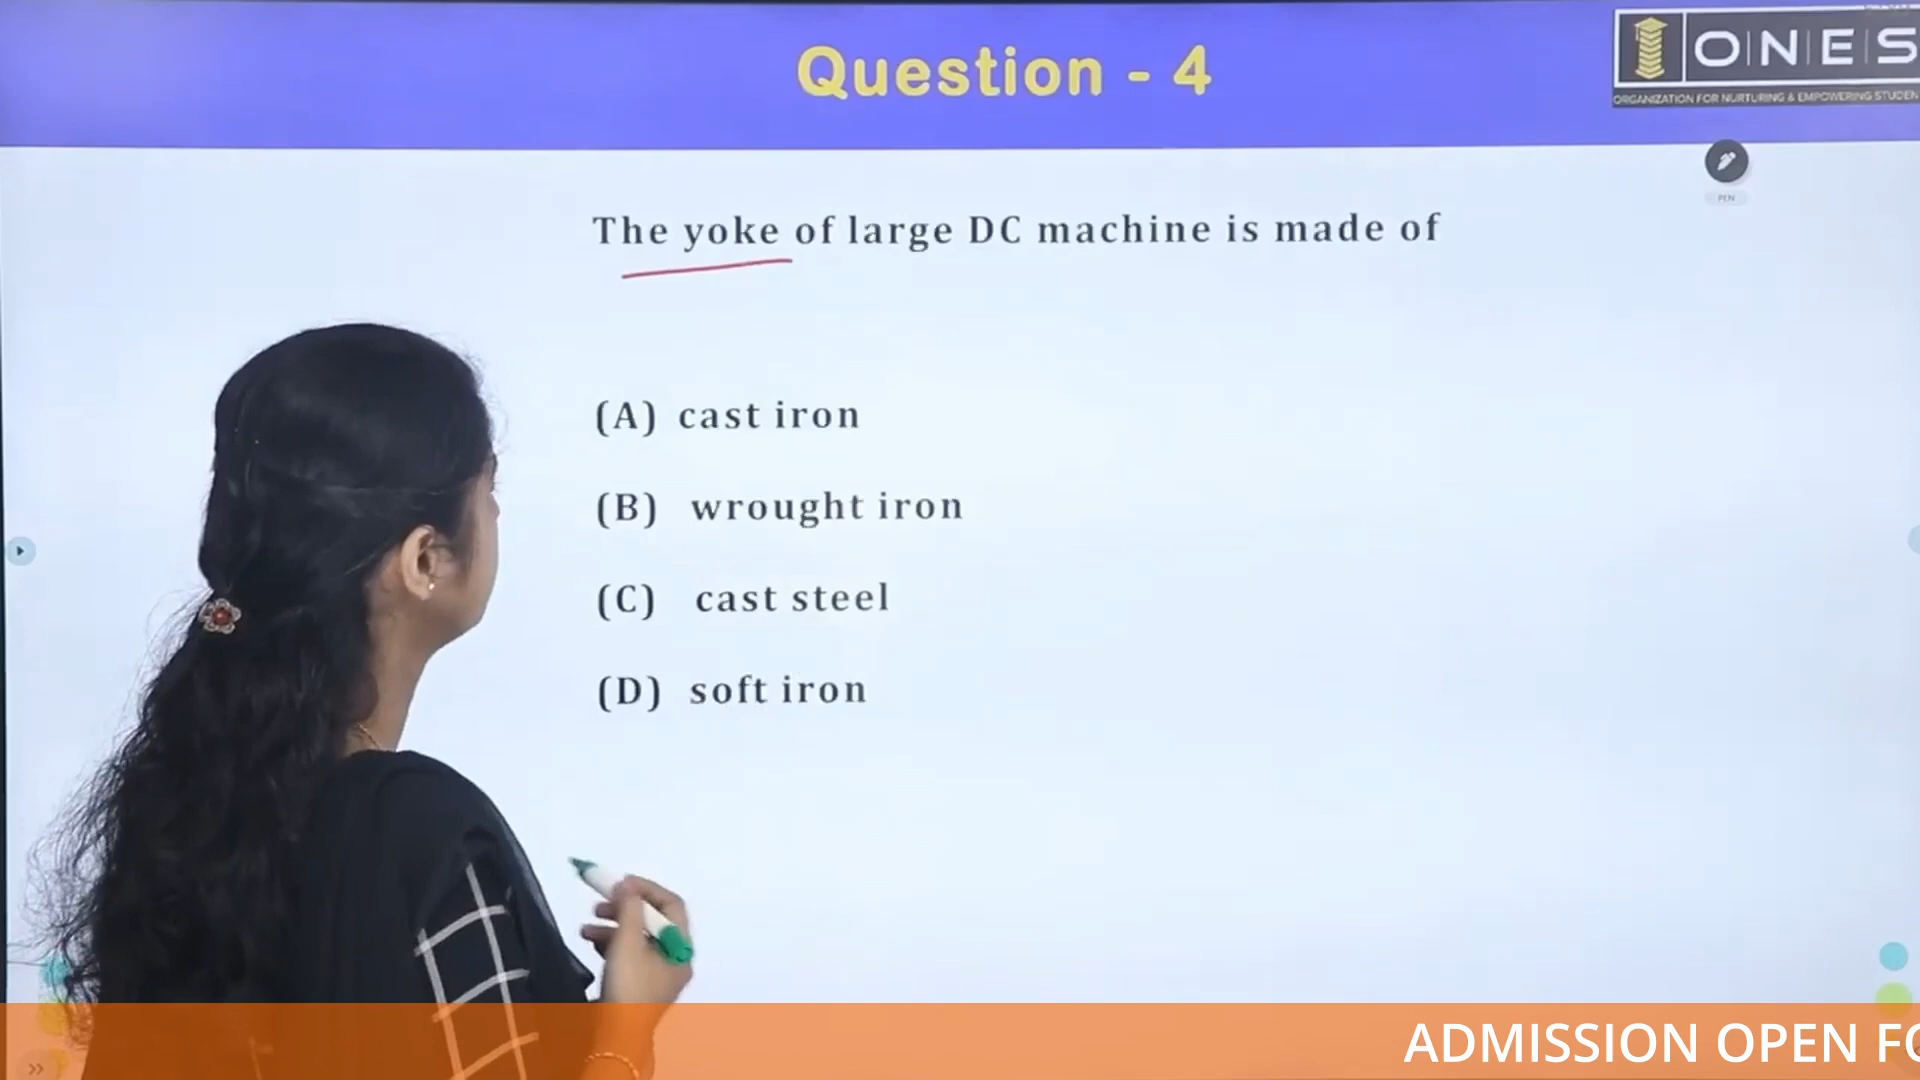 Question - 4
ONES
ORGANIZATION FOR NURTURING & EMPOWERING STUDEN
PEN
The yoke of large DC machine is made of
(A) cast iron
(B) wrought iron
(C) cast steel
(D) soft iron
ADMISSION OPEN FO